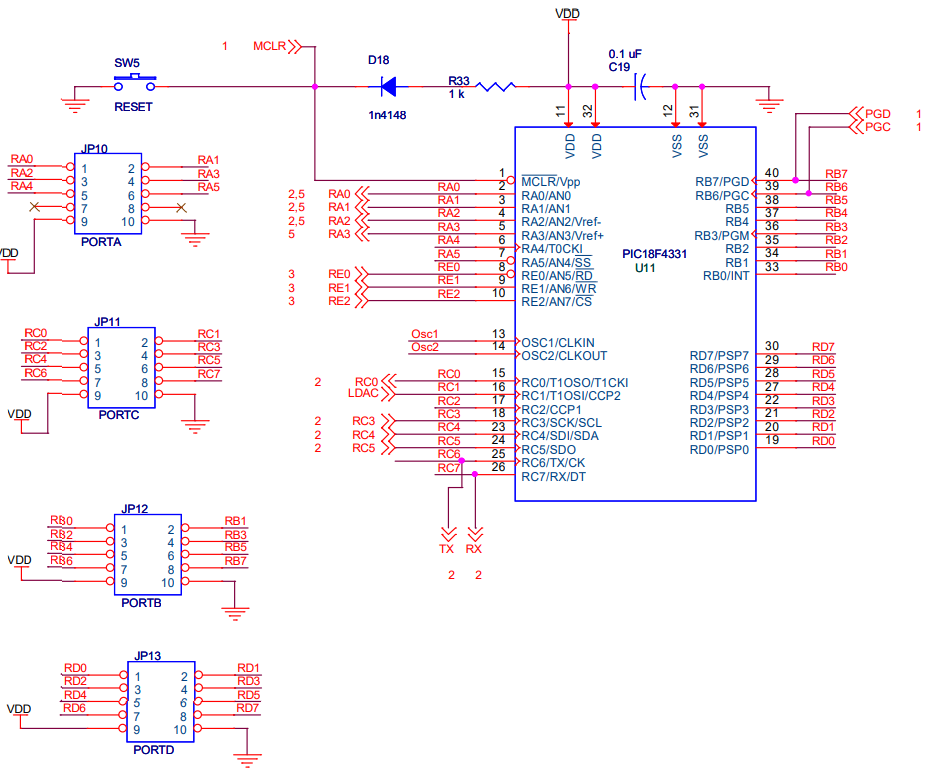 VDD
1 MCLR
SW5
RESET
D18
1n4148
R33
1 k
0.1 uF
C19
11
32
12
31
VDD
VDD
VSS
VSS
PGD 1
PGC 1
PIC18F4331
U11
1 MCLR/Vpp
2,5 RA0 RA0 2 RA0/AN0
2,5 RA1 RA1 3 RA1/AN1
2,5 RA2 RA2 4 RA2/AN2/Vref-
5 RA3 RA3 5 RA3/AN3/Vref+
RA4 6 RA4/T0CKI
RA5 7 RA5/AN4/SS
3 RE0 RE0 8 RE0/AN5/RD
3 RE1 RE1 9 RE1/AN6/WR
3 RE2 RE2 10 RE2/AN7/CS
Osc1 13 OSC1/CLKIN
Osc2 14 OSC2/CLKOUT
2 RC0 RC0 15 RC0/T1OSO/T1CKI
LDAC RC1 16 RC1/T1OSI/CCP2
RC2 17 RC2/CCP1
2 RC3 RC3 18 RC3/SCK/SCL
2 RC4 RC4 23 RC4/SDI/SDA
2 RC5 RC5 24 RC5/SDO
RC6 25 RC6/TX/CK
RC7 26 RC7/RX/DT
RB7/PGD 40 RB7
RB6/PGC 39 RB6
RB5 38 RB5
RB4 37 RB4
RB3/PGM 36 RB3
RB2 35 RB2
RB1 34 RB1
RB0/INT 33 RB0
RD7/PSP7 30 RD7
RD6/PSP6 29 RD6
RD5/PSP5 28 RD5
RD4/PSP4 27 RD4
RD3/PSP3 22 RD3
RD2/PSP2 21 RD2
RD1/PSP1 20 RD1
RD0/PSP0 19 RD0
TX RX
2 2
JP10
RA0 1 2 RA1
RA2 3 4 RA3
RA4 5 6 RA5
7 8
9 10
PORTA
JP11
RC0 1 2 RC1
RC2 3 4 RC3
RC4 5 6 RC5
RC6 7 8 RC7
VDD 9 10
PORTC
JP12
1 2 RB1
3 4 RB3
5 6 RB5
7 8 RB7
VDD 9 10
PORTB
JP13
RD0 1 2 RD1
RD2 3 4 RD3
RD4 5 6 RD5
RD6 7 8 RD7
VDD 9 10
PORTD